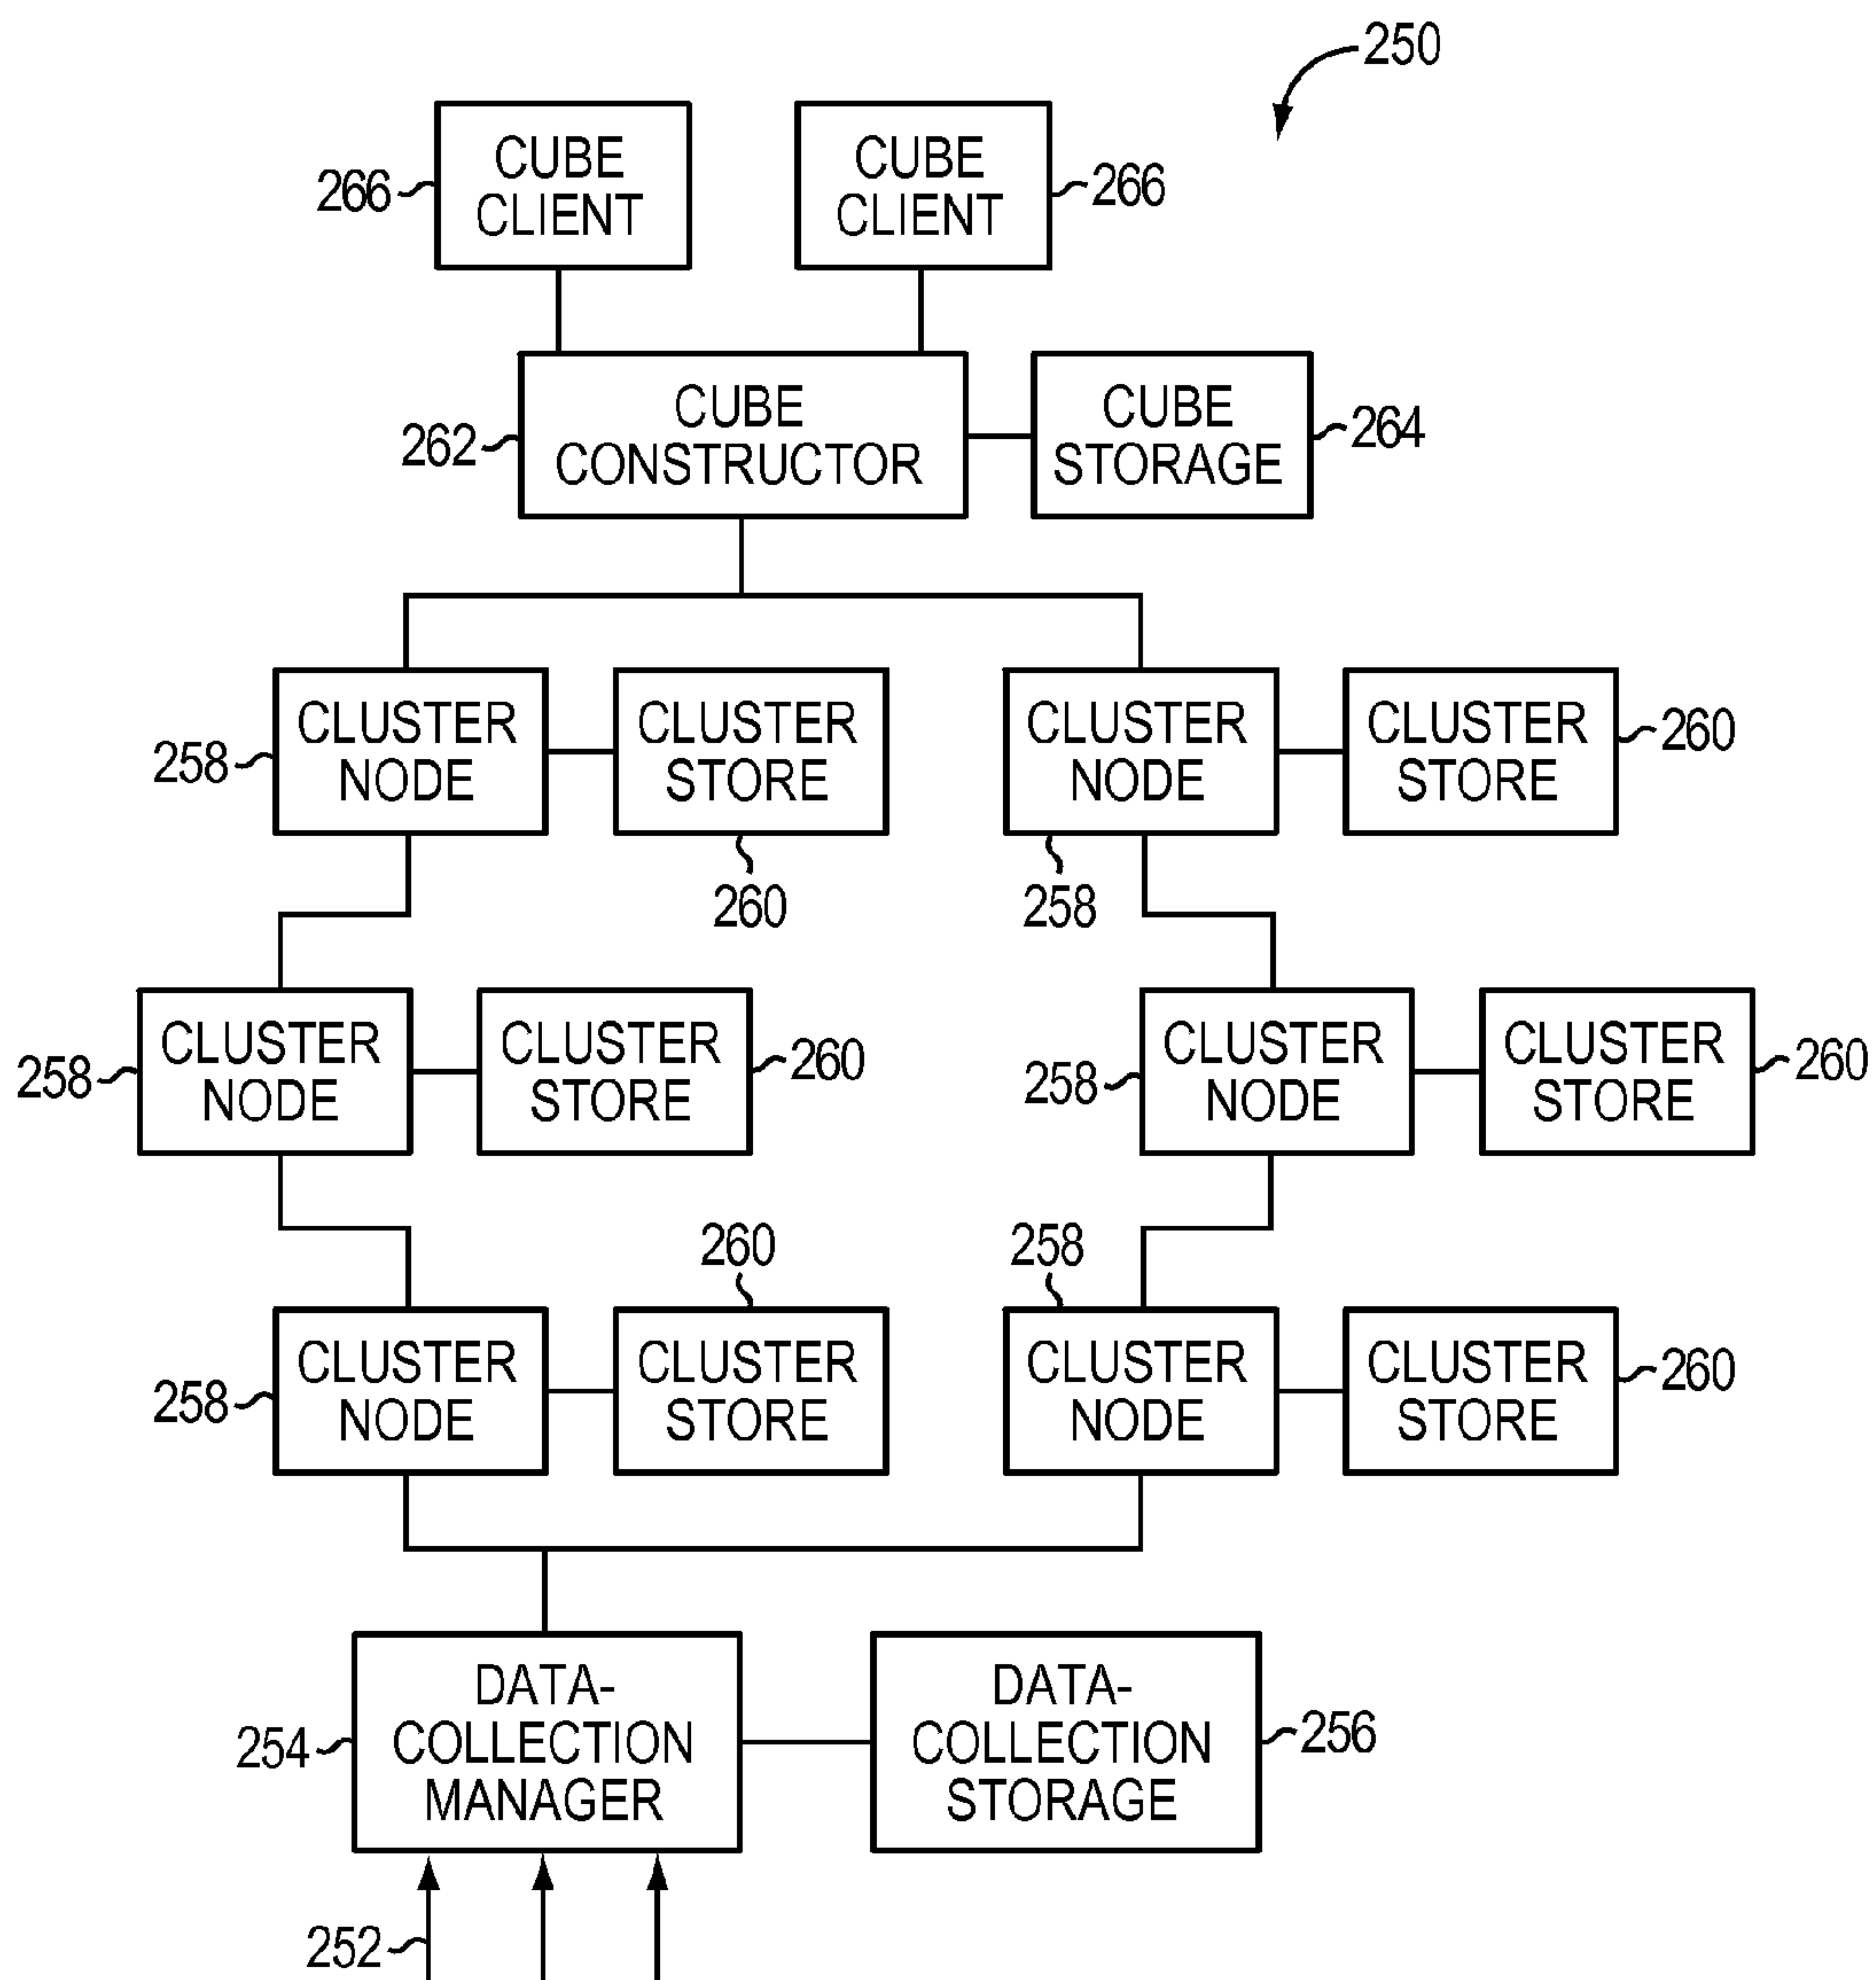 250
CUBE
CLIENT
CUBE
CLIENT
266
266
CUBE
CONSTRUCTOR
CUBE
STORAGE
262
264
CLUSTER
NODE
CLUSTER
STORE
CLUSTER
NODE
CLUSTER
STORE
258
260
260
258
CLUSTER
NODE
CLUSTER
STORE
CLUSTER
NODE
CLUSTER
STORE
258
260
258
260
260
258
CLUSTER
NODE
CLUSTER
STORE
CLUSTER
NODE
CLUSTER
STORE
258
260
DATA-
COLLECTION
MANAGER
DATA-
COLLECTION
STORAGE
254
256
252